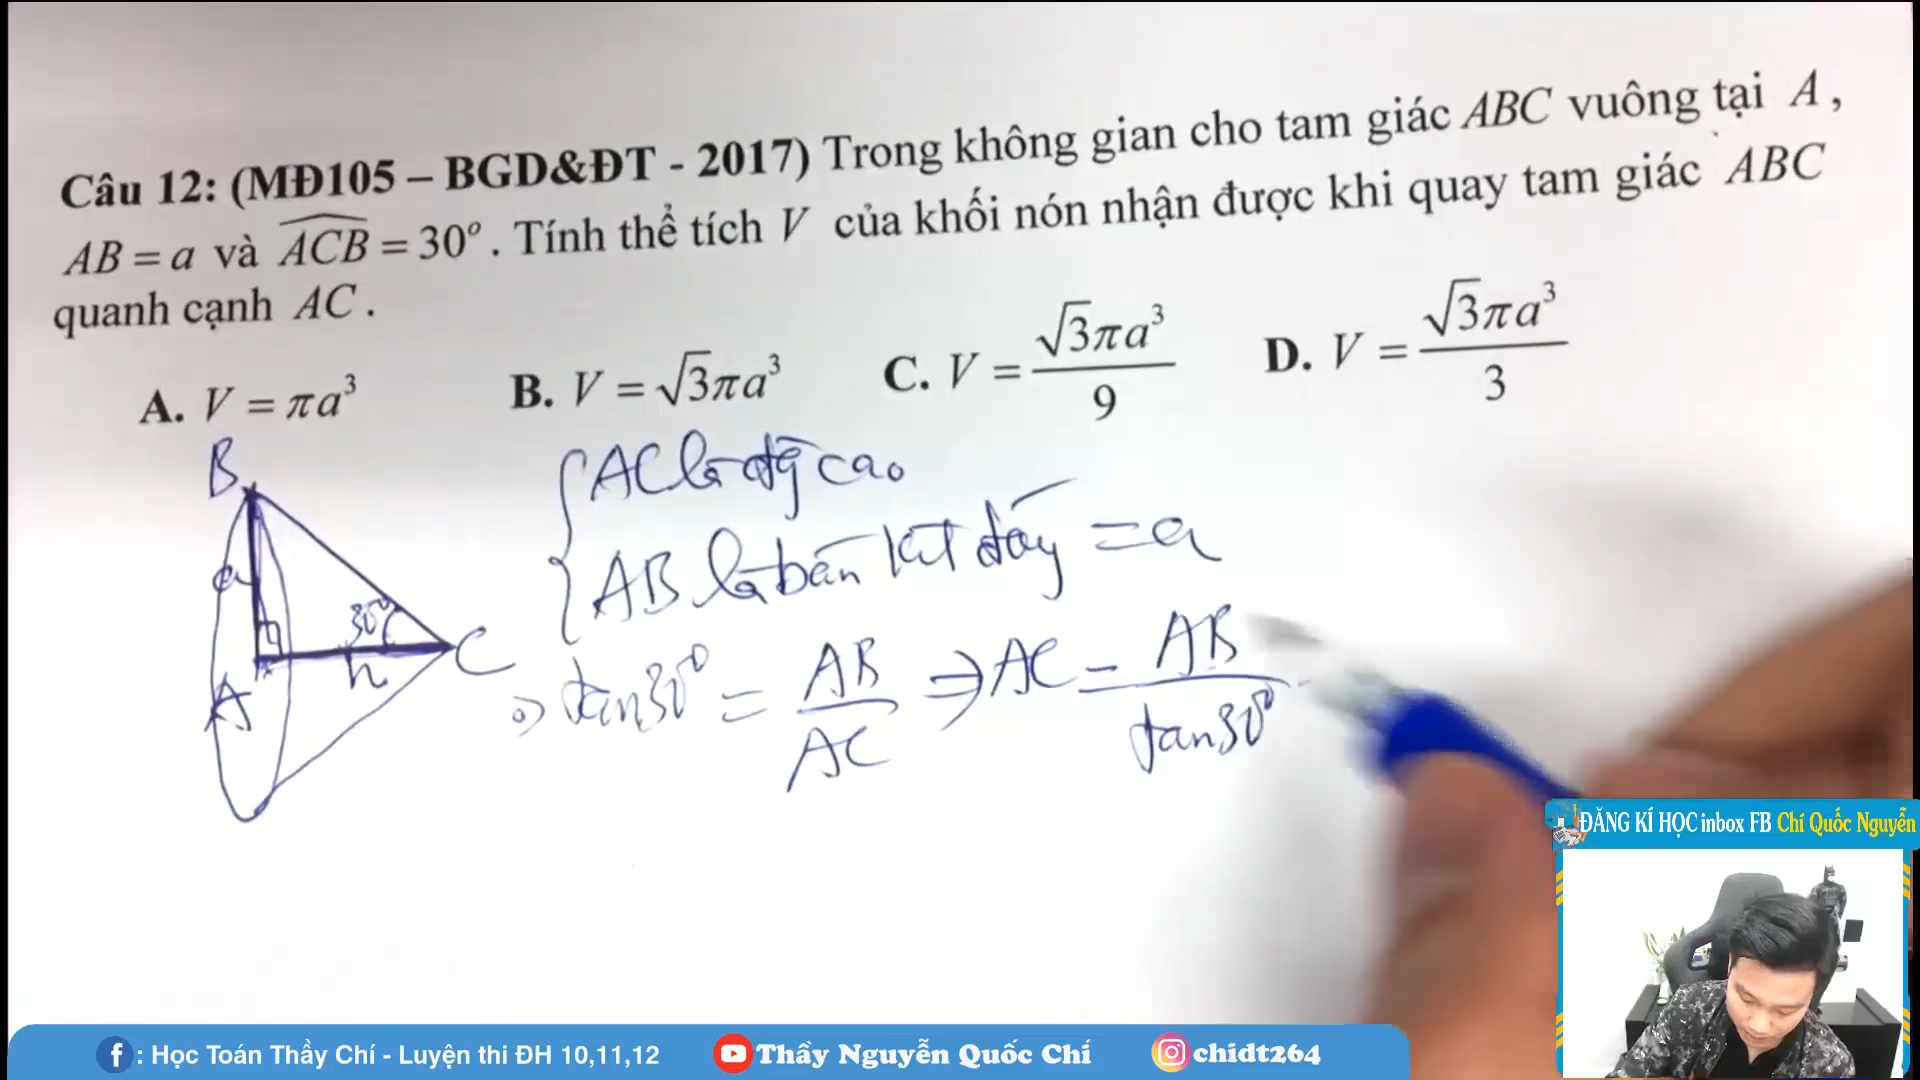 Câu 12: (MĐ105 – BGD&ĐT - 2017) Trong không gian cho tam giác ABC vuông tại A ,
AB = a và \widehat{ACB} = 30° . Tính thể tích V của khối nón nhận được khi quay tam giác ABC
quanh cạnh AC .
A. V = πa³ B. V = √3πa³ C. V = √3πa³/9 D. V = √3πa³/3
B
a
30°
A
h
C
AC là đg cao
AB là bán kít đáy = a
tan30° = AB/AC ⇒ AC = AB/tan30°
ĐĂNG KÍ HỌC inbox FB Chí Quốc Nguyễn
f : Học Toán Thầy Chí - Luyện thi ĐH 10,11,12 Thầy Nguyễn Quốc Chí chidt264